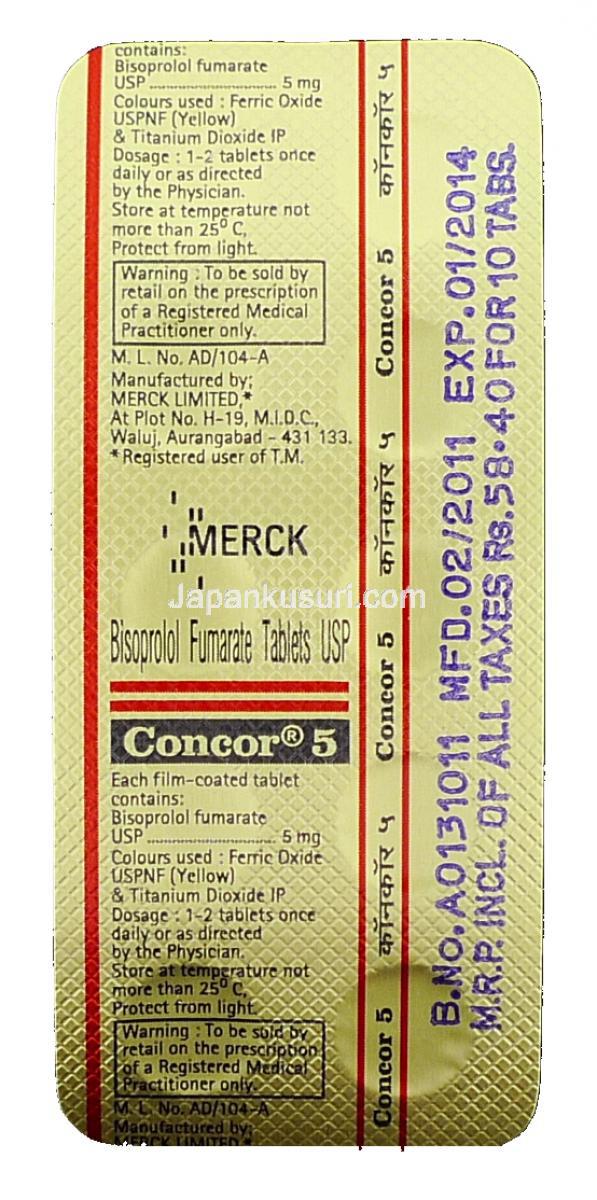 contains:
Bisoprolol fumarate
USP ........................... 5 mg
Colours used : Ferric Oxide
USPNF (Yellow)
& Titanium Dioxide IP
Dosage : 1-2 tablets once
daily or as directed
by the Physician.
Store at temperature not
more than 25⁰ C,
Protect from light.
Warning : To be sold by
retail on the prescription
of a Registered Medical
Practitioner only.
M. L. No. AD/104-A
Manufactured by;
MERCK LIMITED,*
At Plot No. H-19, M.I.D.C.,
Waluj, Aurangabad - 431 133.
*Registered user of T.M.
MERCK
Japankusuri.com
Bisoprolol Fumarate Tablets USP
Concor® 5
Each film-coated tablet
contains:
Bisoprolol fumarate
USP ........................... 5 mg
Colours used : Ferric Oxide
USPNF (Yellow)
& Titanium Dioxide IP
Dosage : 1-2 tablets once
daily or as directed
by the Physician.
Store at temperature not
more than 25⁰ C,
Protect from light.
Warning : To be sold by
retail on the prescription
of a Registered Medical
Practitioner only.
M. L. No. AD/104-A
Manufactured by;
MERCK LIMITED,*
Concor 5 कॉनकॉर ५ Concor 5 कॉनकॉर ५ Concor 5 कॉनकॉर ५
B.NO.A0131011 MFD.02/2011 EXP.01/2014
M.R.P. INCL. OF ALL TAXES Rs.58.40 FOR 10 TABS.